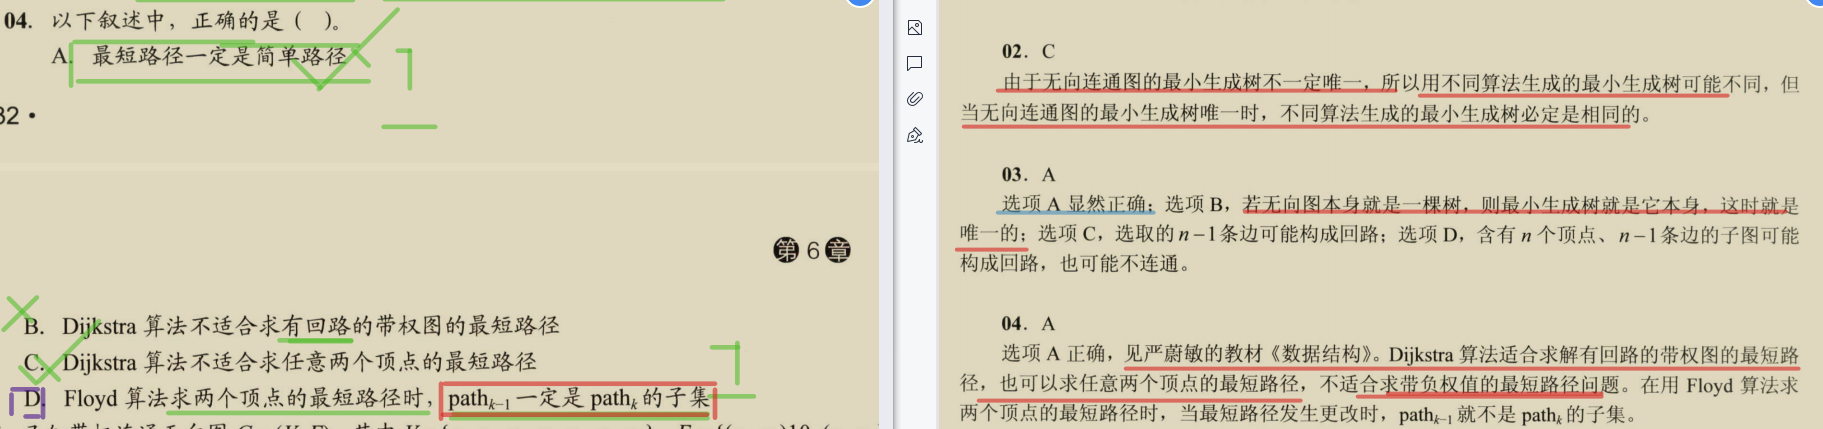 04. 以下叙述中，正确的是（ ）。
A. 最短路径一定是简单路径
32 •
第6章
B. Dijkstra 算法不适合求有回路的带权图的最短路径
C. Dijkstra 算法不适合求任意两个顶点的最短路径
D. Floyd 算法求两个顶点的最短路径时，pathk−1 一定是 pathk 的子集
02. C
由于无向连通图的最小生成树不一定唯一，所以用不同算法生成的最小生成树可能不同，但
当无向连通图的最小生成树唯一时，不同算法生成的最小生成树必定是相同的。
03. A
选项 A 显然正确；选项 B，若无向图本身就是一棵树，则最小生成树就是它本身，这时就是
唯一的；选项 C，选取的 n−1 条边可能构成回路；选项 D，含有 n 个顶点、n−1 条边的子图可能
构成回路，也可能不连通。
04. A
选项 A 正确，见严蔚敏的教材《数据结构》。Dijkstra 算法适合求解有回路的带权图的最短路
径，也可以求任意两个顶点的最短路径，不适合求带负权值的最短路径问题。在用 Floyd 算法求
两个顶点的最短路径时，当最短路径发生更改时，pathk−1 就不是 pathk 的子集。